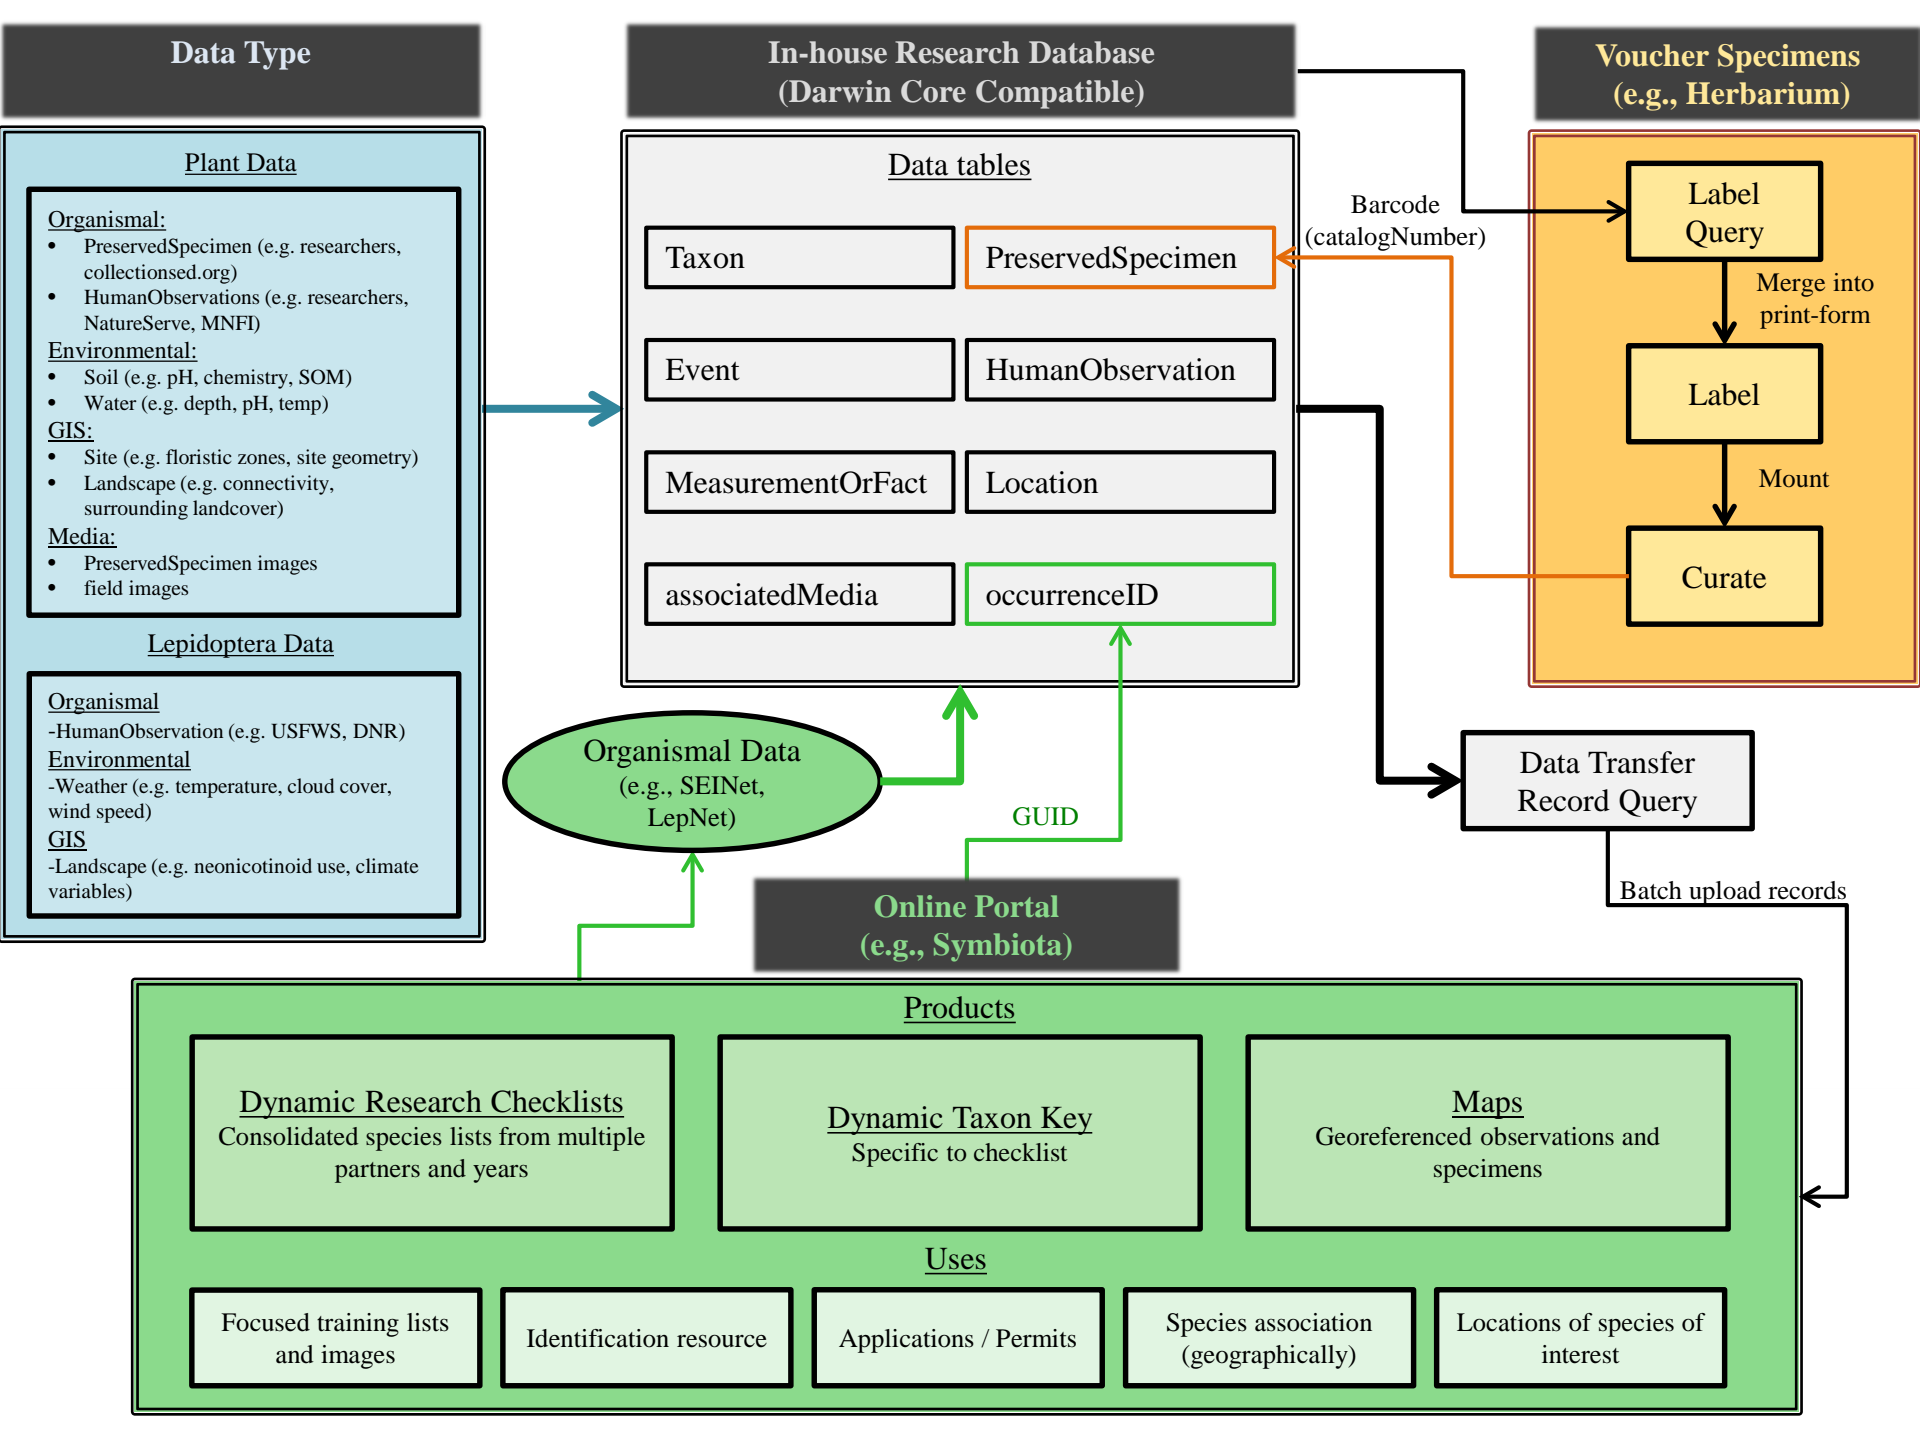 Data Type
Plant Data
Organismal:
• PreservedSpecimen (e.g. researchers,
collectionsed.org)
• HumanObservations (e.g. researchers,
NatureServe, MNFI)
Environmental:
• Soil (e.g. pH, chemistry, SOM)
• Water (e.g. depth, pH, temp)
GIS:
• Site (e.g. floristic zones, site geometry)
• Landscape (e.g. connectivity,
surrounding landcover)
Media:
• PreservedSpecimen images
• field images
Lepidoptera Data
Organismal
-HumanObservation (e.g. USFWS, DNR)
Environmental
-Weather (e.g. temperature, cloud cover,
wind speed)
GIS
-Landscape (e.g. neonicotinoid use, climate
variables)
In-house Research Database
(Darwin Core Compatible)
Data tables
Taxon
PreservedSpecimen
Event
HumanObservation
MeasurementOrFact
Location
associatedMedia
occurrenceID
Barcode
(catalogNumber)
Voucher Specimens
(e.g., Herbarium)
Label
Query
Merge into
print-form
Label
Mount
Curate
Organismal Data
(e.g., SEINet,
LepNet)
GUID
Data Transfer
Record Query
Batch upload records
Online Portal
(e.g., Symbiota)
Products
Dynamic Research Checklists
Consolidated species lists from multiple
partners and years
Dynamic Taxon Key
Specific to checklist
Maps
Georeferenced observations and
specimens
Uses
Focused training lists
and images
Identification resource
Applications / Permits
Species association
(geographically)
Locations of species of
interest